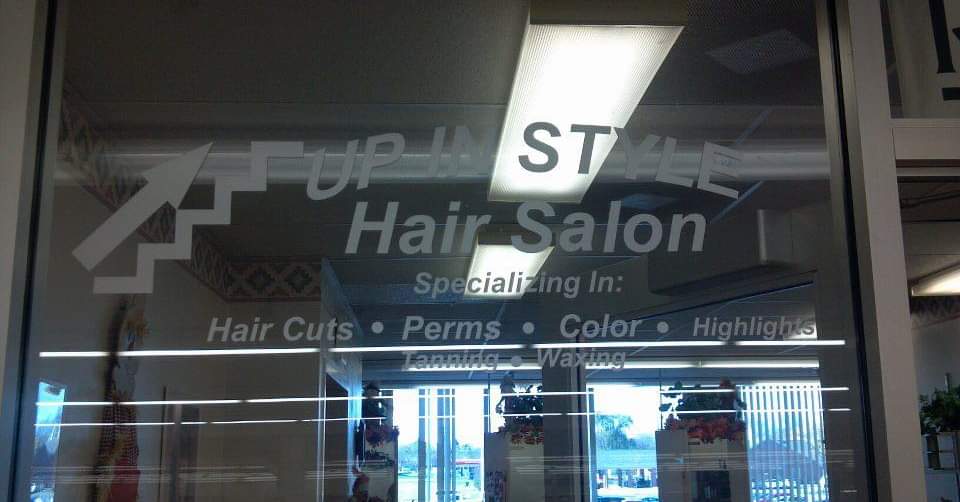 UP IN STYLE
Hair Salon
Specializing In:
Hair Cuts • Perms • Color • Highlights
Tanning • Waxing